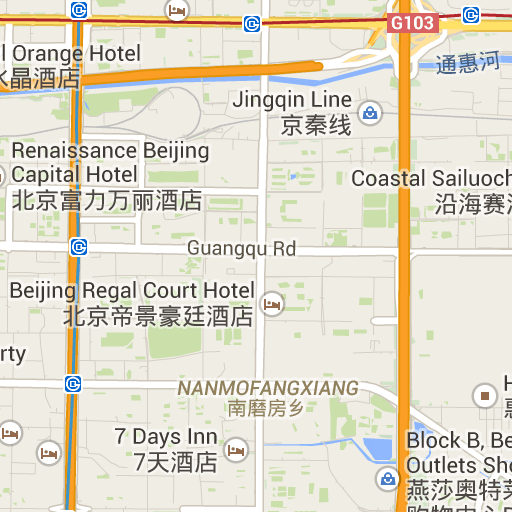 G103
l Orange Hotel
水晶酒店
通惠河
Jingqin Line
京秦线
Renaissance Beijing
Capital Hotel
北京富力万丽酒店
Coastal Sailuoch
沿海赛洛
Guangqu Rd
Beijing Regal Court Hotel
北京帝景豪廷酒店
rty
NANMOFANGXIANG
南磨房乡
H
惠
7 Days Inn
7天酒店
Block B, Be
Outlets Sho
燕莎奥特莱